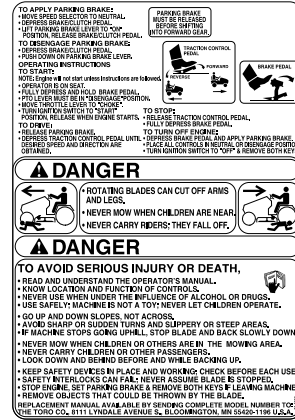 TO APPLY PARKING BRAKE:
• MOVE SPEED SELECTOR TO NEUTRAL.
• DEPRESS BRAKE/CLUTCH PEDAL.
• LIFT PARKING BRAKE LEVER TO "ON"
POSITION, RELEASE BRAKE/CLUTCH PEDAL.
TO DISENGAGE PARKING BRAKE:
• DEPRESS BRAKE/CLUTCH PEDAL.
• PUSH DOWN ON PARKING BRAKE LEVER.
OPERATING INSTRUCTIONS
TO START:
NOTE: Engine will not start unless instructions are followed.
• OPERATOR IS ON SEAT.
• FULLY DEPRESS AND HOLD BRAKE PEDAL.
• PTO LEVER MUST BE IN "DISENGAGE" POSITION.
• MOVE THROTTLE LEVER TO "CHOKE".
• TURN IGNITION SWITCH TO "START"
POSITION, RELEASE WHEN ENGINE STARTS.
TO DRIVE:
• RELEASE PARKING BRAKE.
• DEPRESS TRACTION CONTROL PEDAL UNTIL
DESIRED SPEED AND DIRECTION ARE
OBTAINED.
PARKING BRAKE
MUST BE RELEASED
BEFORE SHIFTING
INTO FORWARD GEAR.
TRACTION CONTROL
PEDAL
FORWARD
REVERSE
BRAKE PEDAL
TO STOP:
• RELEASE TRACTION CONTROL PEDAL.
• FULLY DEPRESS BRAKE PEDAL.
TO TURN OFF ENGINE:
• DEPRESS BRAKE PEDAL AND APPLY PARKING BRAKE.
• PLACE ALL CONTROLS IN NEUTRAL OR DISENGAGE POSITIO
• TURN IGNITION SWITCH TO "OFF" & REMOVE BOTH KEY
DANGER
• ROTATING BLADES CAN CUT OFF ARMS
AND LEGS.
• NEVER MOW WHEN CHILDREN ARE NEAR.
• NEVER CARRY RIDERS; THEY FALL OFF.
DANGER
TO AVOID SERIOUS INJURY OR DEATH,
• READ AND UNDERSTAND THE OPERATOR'S MANUAL.
• KNOW LOCATION AND FUNCTION OF CONTROLS.
• NEVER USE WHEN UNDER THE INFLUENCE OF ALCOHOL OR DRUGS.
• USE SAFELY; MACHINE IS NOT A TOY; NEVER LET CHILDREN OPERATE.
• GO UP AND DOWN SLOPES, NOT ACROSS.
• AVOID SHARP OR SUDDEN TURNS AND SLIPPERY OR STEEP AREAS.
• IF MACHINE STOPS GOING UPHILL, STOP BLADE AND BACK SLOWLY DOWN
• NEVER MOW WHEN CHILDREN OR OTHERS ARE IN THE MOWING AREA.
• NEVER CARRY CHILDREN OR OTHER PASSENGERS.
• LOOK DOWN AND BEHIND BEFORE AND WHILE BACKING UP.
• KEEP SAFETY DEVICES IN PLACE AND WORKING; CHECK BEFORE EACH USE
• SAFETY INTERLOCKS CAN FAIL; NEVER ASSUME BLADE IS STOPPED.
• STOP ENGINE, SET PARKING BRAKE & REMOVE BOTH KEYS IF LEAVING MACHINE
• REMOVE OBJECTS THAT COULD BE THROWN BY THE BLADE.
REPLACEMENT MANUAL AVAILABLE BY SENDING COMPLETE MODEL NUMBER TO:
THE TORO CO., 8111 LYNDALE AVENUE S., BLOOMINGTON, MN 55420-1196 U.S.A.